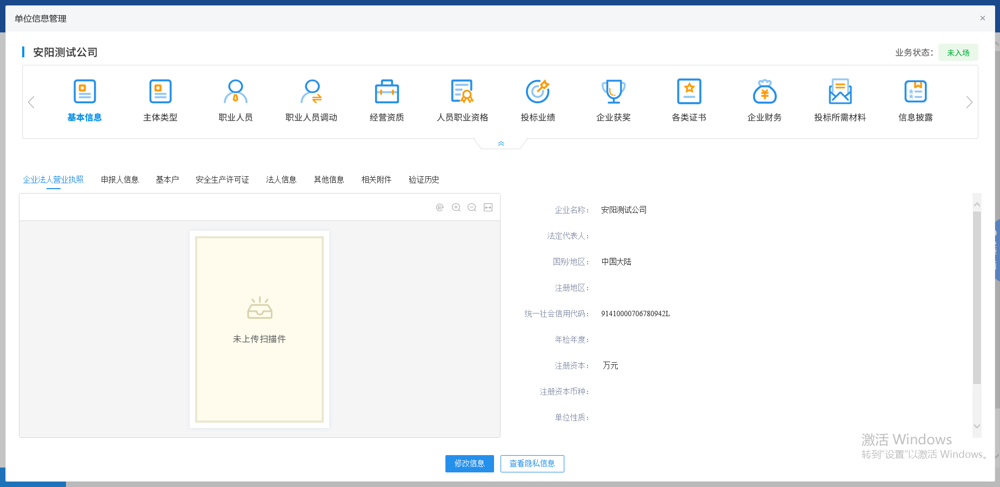 单位信息管理
安阳测试公司
业务状态：
未入场
基本信息
主体类型
职业人员
职业人员调动
经营资质
人员职业资格
投标业绩
企业获奖
各类证书
企业财务
投标所需材料
信息披露
企业法人营业执照
申报人信息
基本户
安全生产许可证
法人信息
其他信息
相关附件
验证历史
未上传扫描件
企业名称：
安阳测试公司
法定代表人：
国别/地区：
中国大陆
注册地区：
统一社会信用代码：
91410000706780942L
年检年度：
注册资本：
万元
注册资本币种：
单位性质：
修改信息
查看隐私信息
激活 Windows
转到“设置”以激活 Windows。